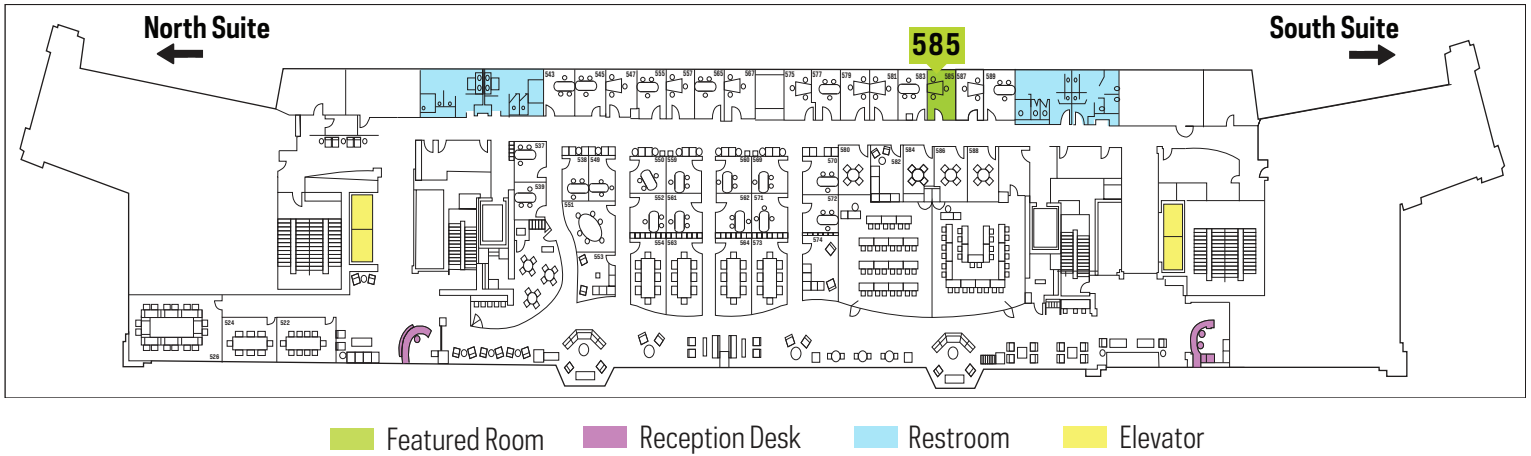 North Suite
South Suite
585
543 545 547 555 557 565 567 575 577 579 581 583 585 587 589
537 538 549 550 559 560 569 570 580 582 584 586 588
539 552 561 562 571 572
551
553 554 563 564 573 574
524 522
526
Featured Room Reception Desk Restroom Elevator